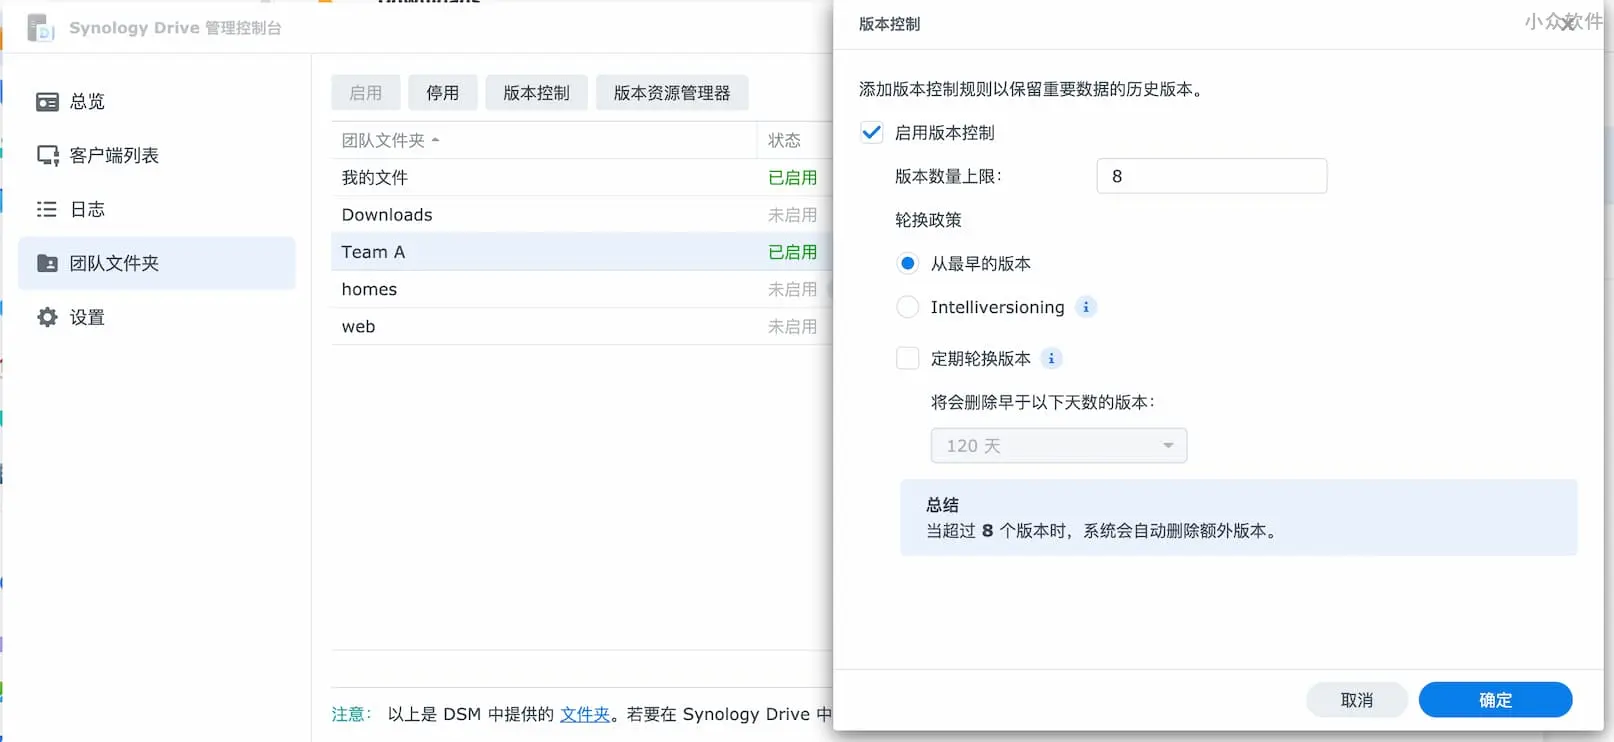 Downloads
Synology Drive 管理控制台
总览
客户端列表
日志
团队文件夹
设置
启用 停用 版本控制 版本资源管理器
团队文件夹 状态
我的文件 已启用
Downloads 未启用
Team A 已启用
homes 未启用
web 未启用
注意： 以上是 DSM 中提供的 文件夹。若要在 Synology Drive 中
版本控制
小众软件
添加版本控制规则以保留重要数据的历史版本。
启用版本控制
版本数量上限： 8
轮换政策
从最早的版本
Intelliversioning
定期轮换版本
将会删除早于以下天数的版本：
120 天
总结
当超过 8 个版本时，系统会自动删除额外版本。
取消 确定